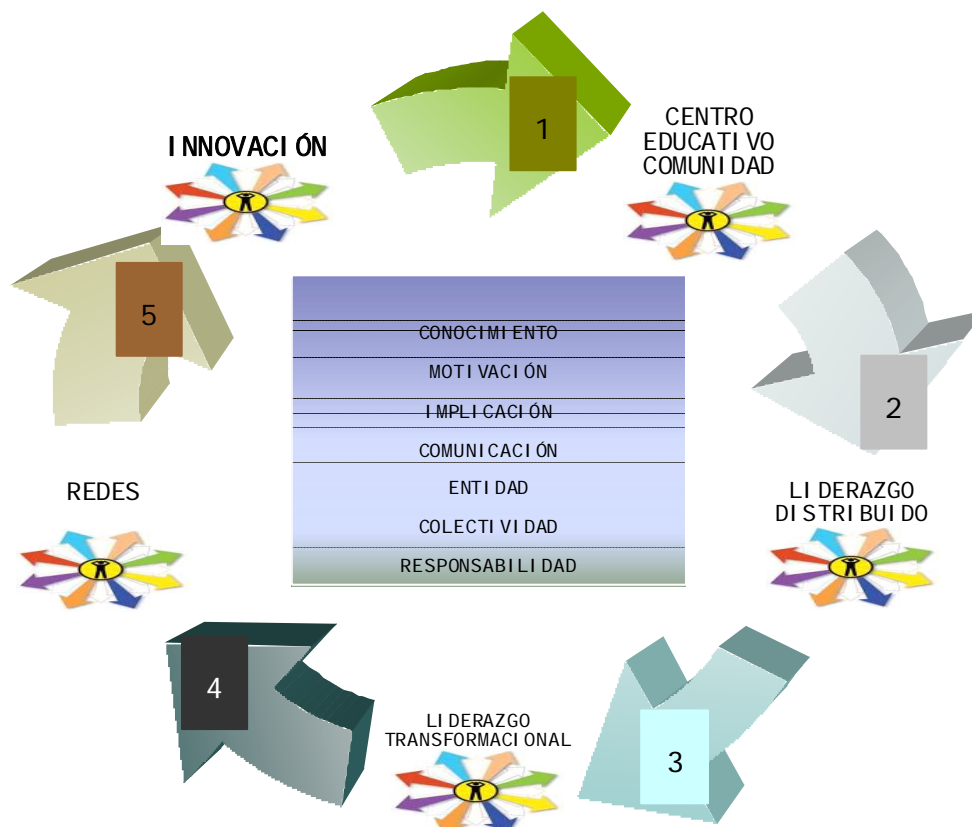 1
CENTRO
EDUCATIVO
COMUNIDAD
INNOVACIÓN
5
CONOCIMIENTO
MOTIVACIÓN
IMPLICACIÓN
COMUNICACIÓN
ENTIDAD
COLECTIVIDAD
RESPONSABILIDAD
2
REDES
LIDERAZGO
DISTRIBUIDO
4
LIDERAZGO
TRANSFORMACIONAL
3